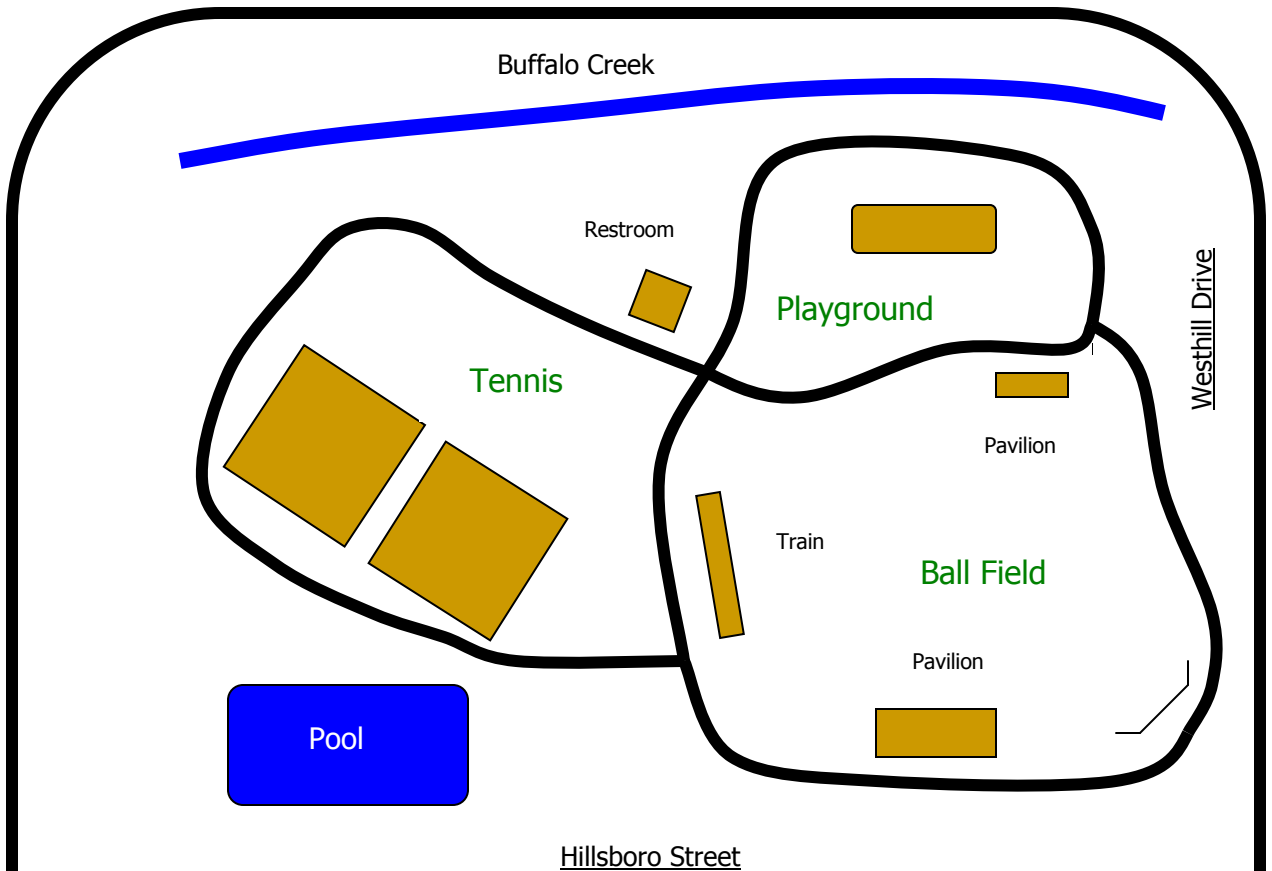 Buffalo Creek
Restroom
Westhill Drive
Playground
Tennis
Pavilion
Train
Ball Field
Pavilion
Pool
Hillsboro Street